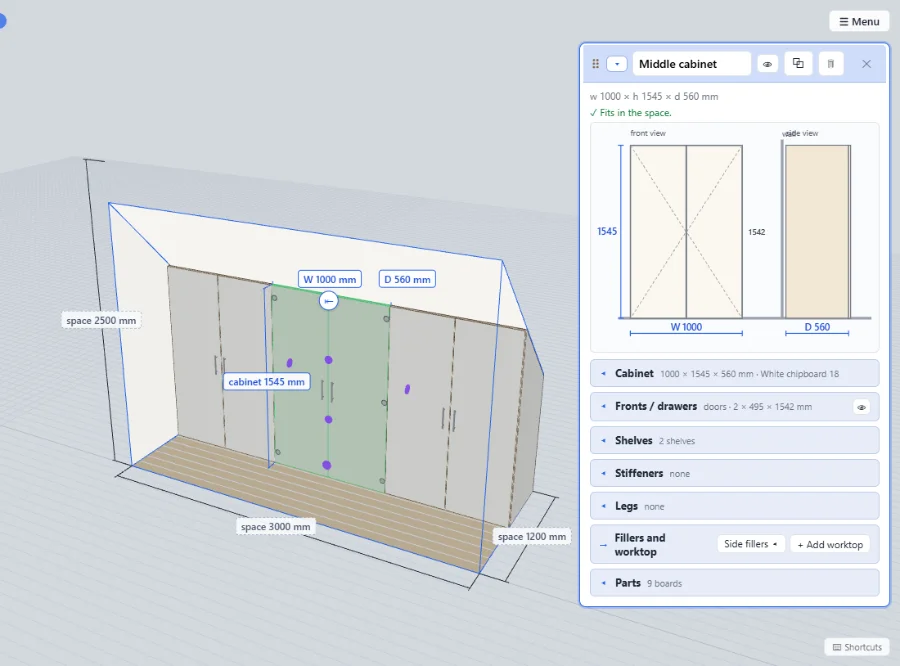 ☰ Menu
Middle cabinet
w 1000 × h 1545 × d 560 mm
✓ Fits in the space.
front view
side view
1545
1542
W 1000
D 560
Cabinet 1000 × 1545 × 560 mm · White chipboard 18
Fronts / drawers doors · 2 × 495 × 1542 mm
Shelves 2 shelves
Stiffeners none
Legs none
Fillers and
worktop
Side fillers
+ Add worktop
Parts 9 boards
W 1000 mm
D 560 mm
space 2500 mm
cabinet 1545 mm
space 3000 mm
space 1200 mm
Shortcuts